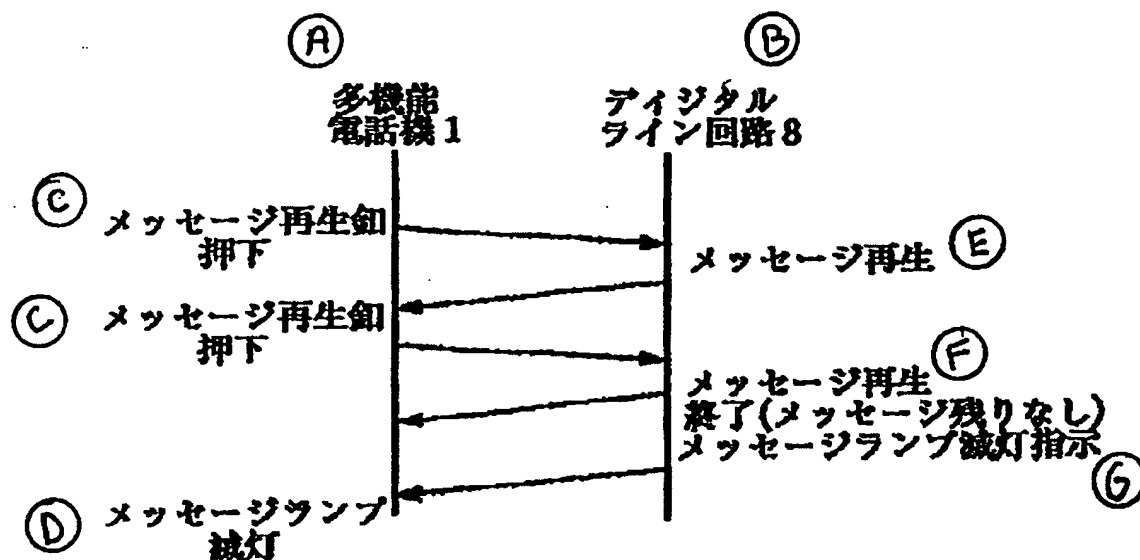 A
B
多機能
電話機1
ディジタル
ライン回路8
C
メッセージ再生釦
押下
メッセージ再生
E
C
メッセージ再生釦
押下
F
メッセージ再生
終了(メッセージ残りなし)
メッセージランプ滅灯指示
G
D
メッセージランプ
滅灯